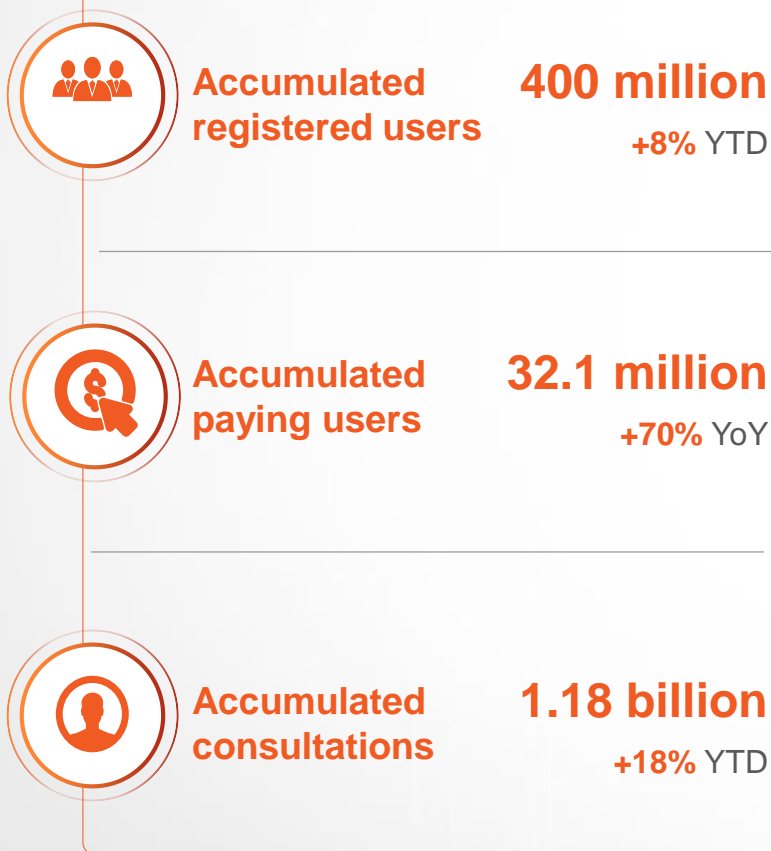 Accumulated
registered users
400 million
+8% YTD
Accumulated
paying users
32.1 million
+70% YoY
Accumulated
consultations
1.18 billion
+18% YTD